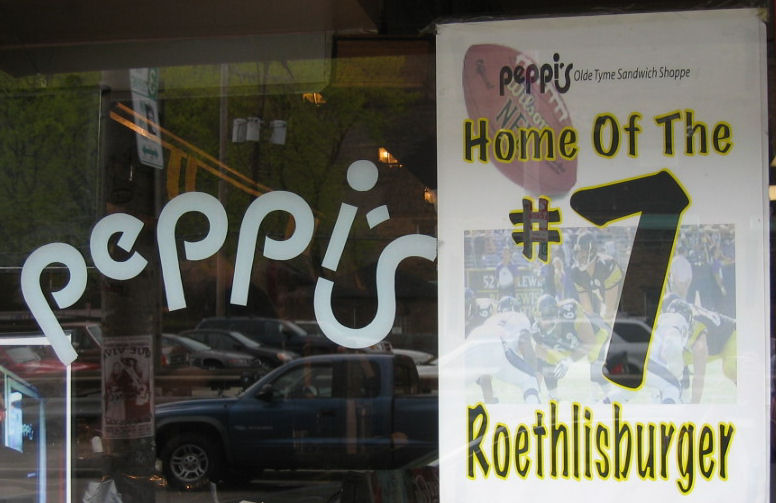 peppi's
peppi's Olde Tyme Sandwich Shoppe
Home Of The
#7
Roethlisburger